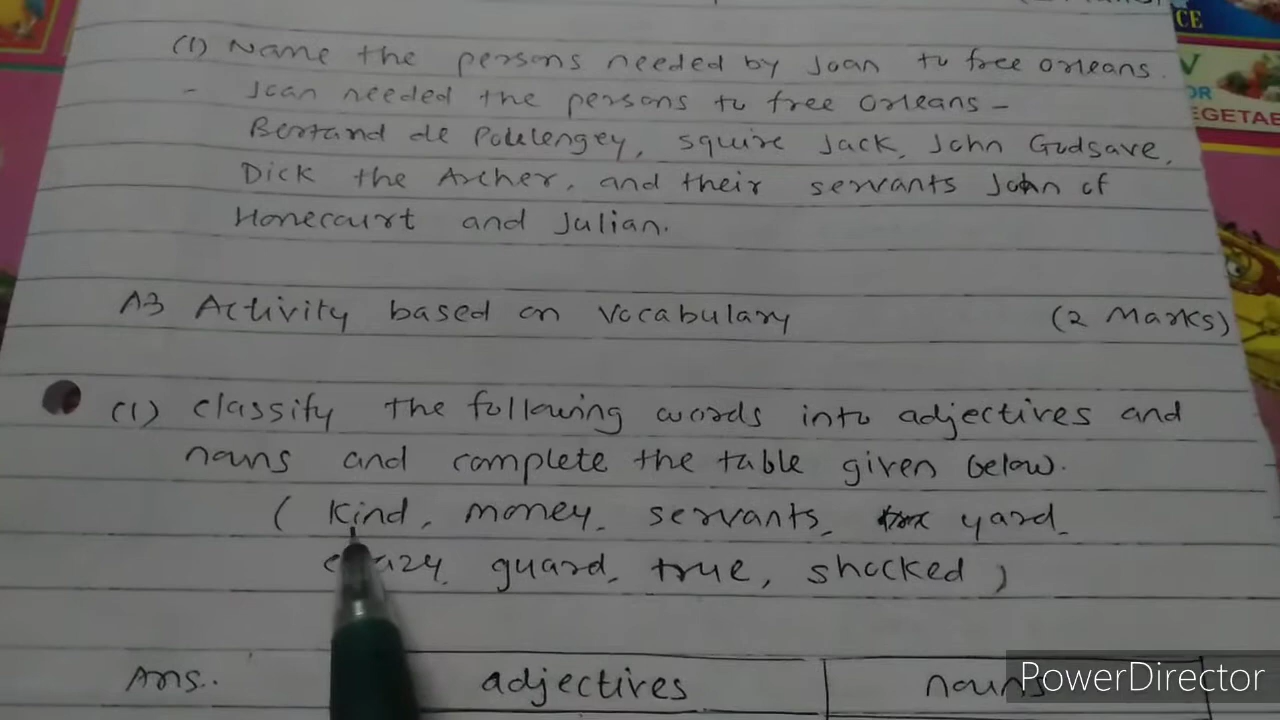 (1) Name the persons needed by Joan to free orleans.
- Joan needed the persons to free Orleans -
Bertand de Poulengey, squire Jack, John Godsave,
Dick the Archer, and their servants John of
Honecourt and Julian.
A3 Activity based on Vocabulary (2 Marks)
(1) classify the following words into adjectives and
nouns and complete the table given below.
( Kind, money, servants, yard,
guard, true, shocked )
Ans. adjectives nouns
CE
V
OR
EGETAB
PowerDirector